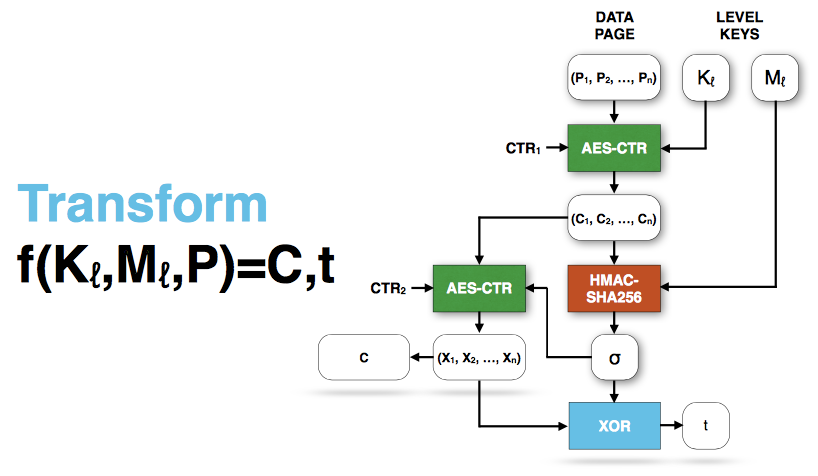 DATA
PAGE
LEVEL
KEYS
(P₁, P₂, ..., Pₙ)
Kℓ
Mℓ
CTR₁
AES-CTR
Transform
f(Kℓ,Mℓ,P)=C,t
(C₁, C₂, ..., Cₙ)
CTR₂
AES-CTR
HMAC-
SHA256
C
(X₁, X₂, ..., Xₙ)
σ
XOR
t